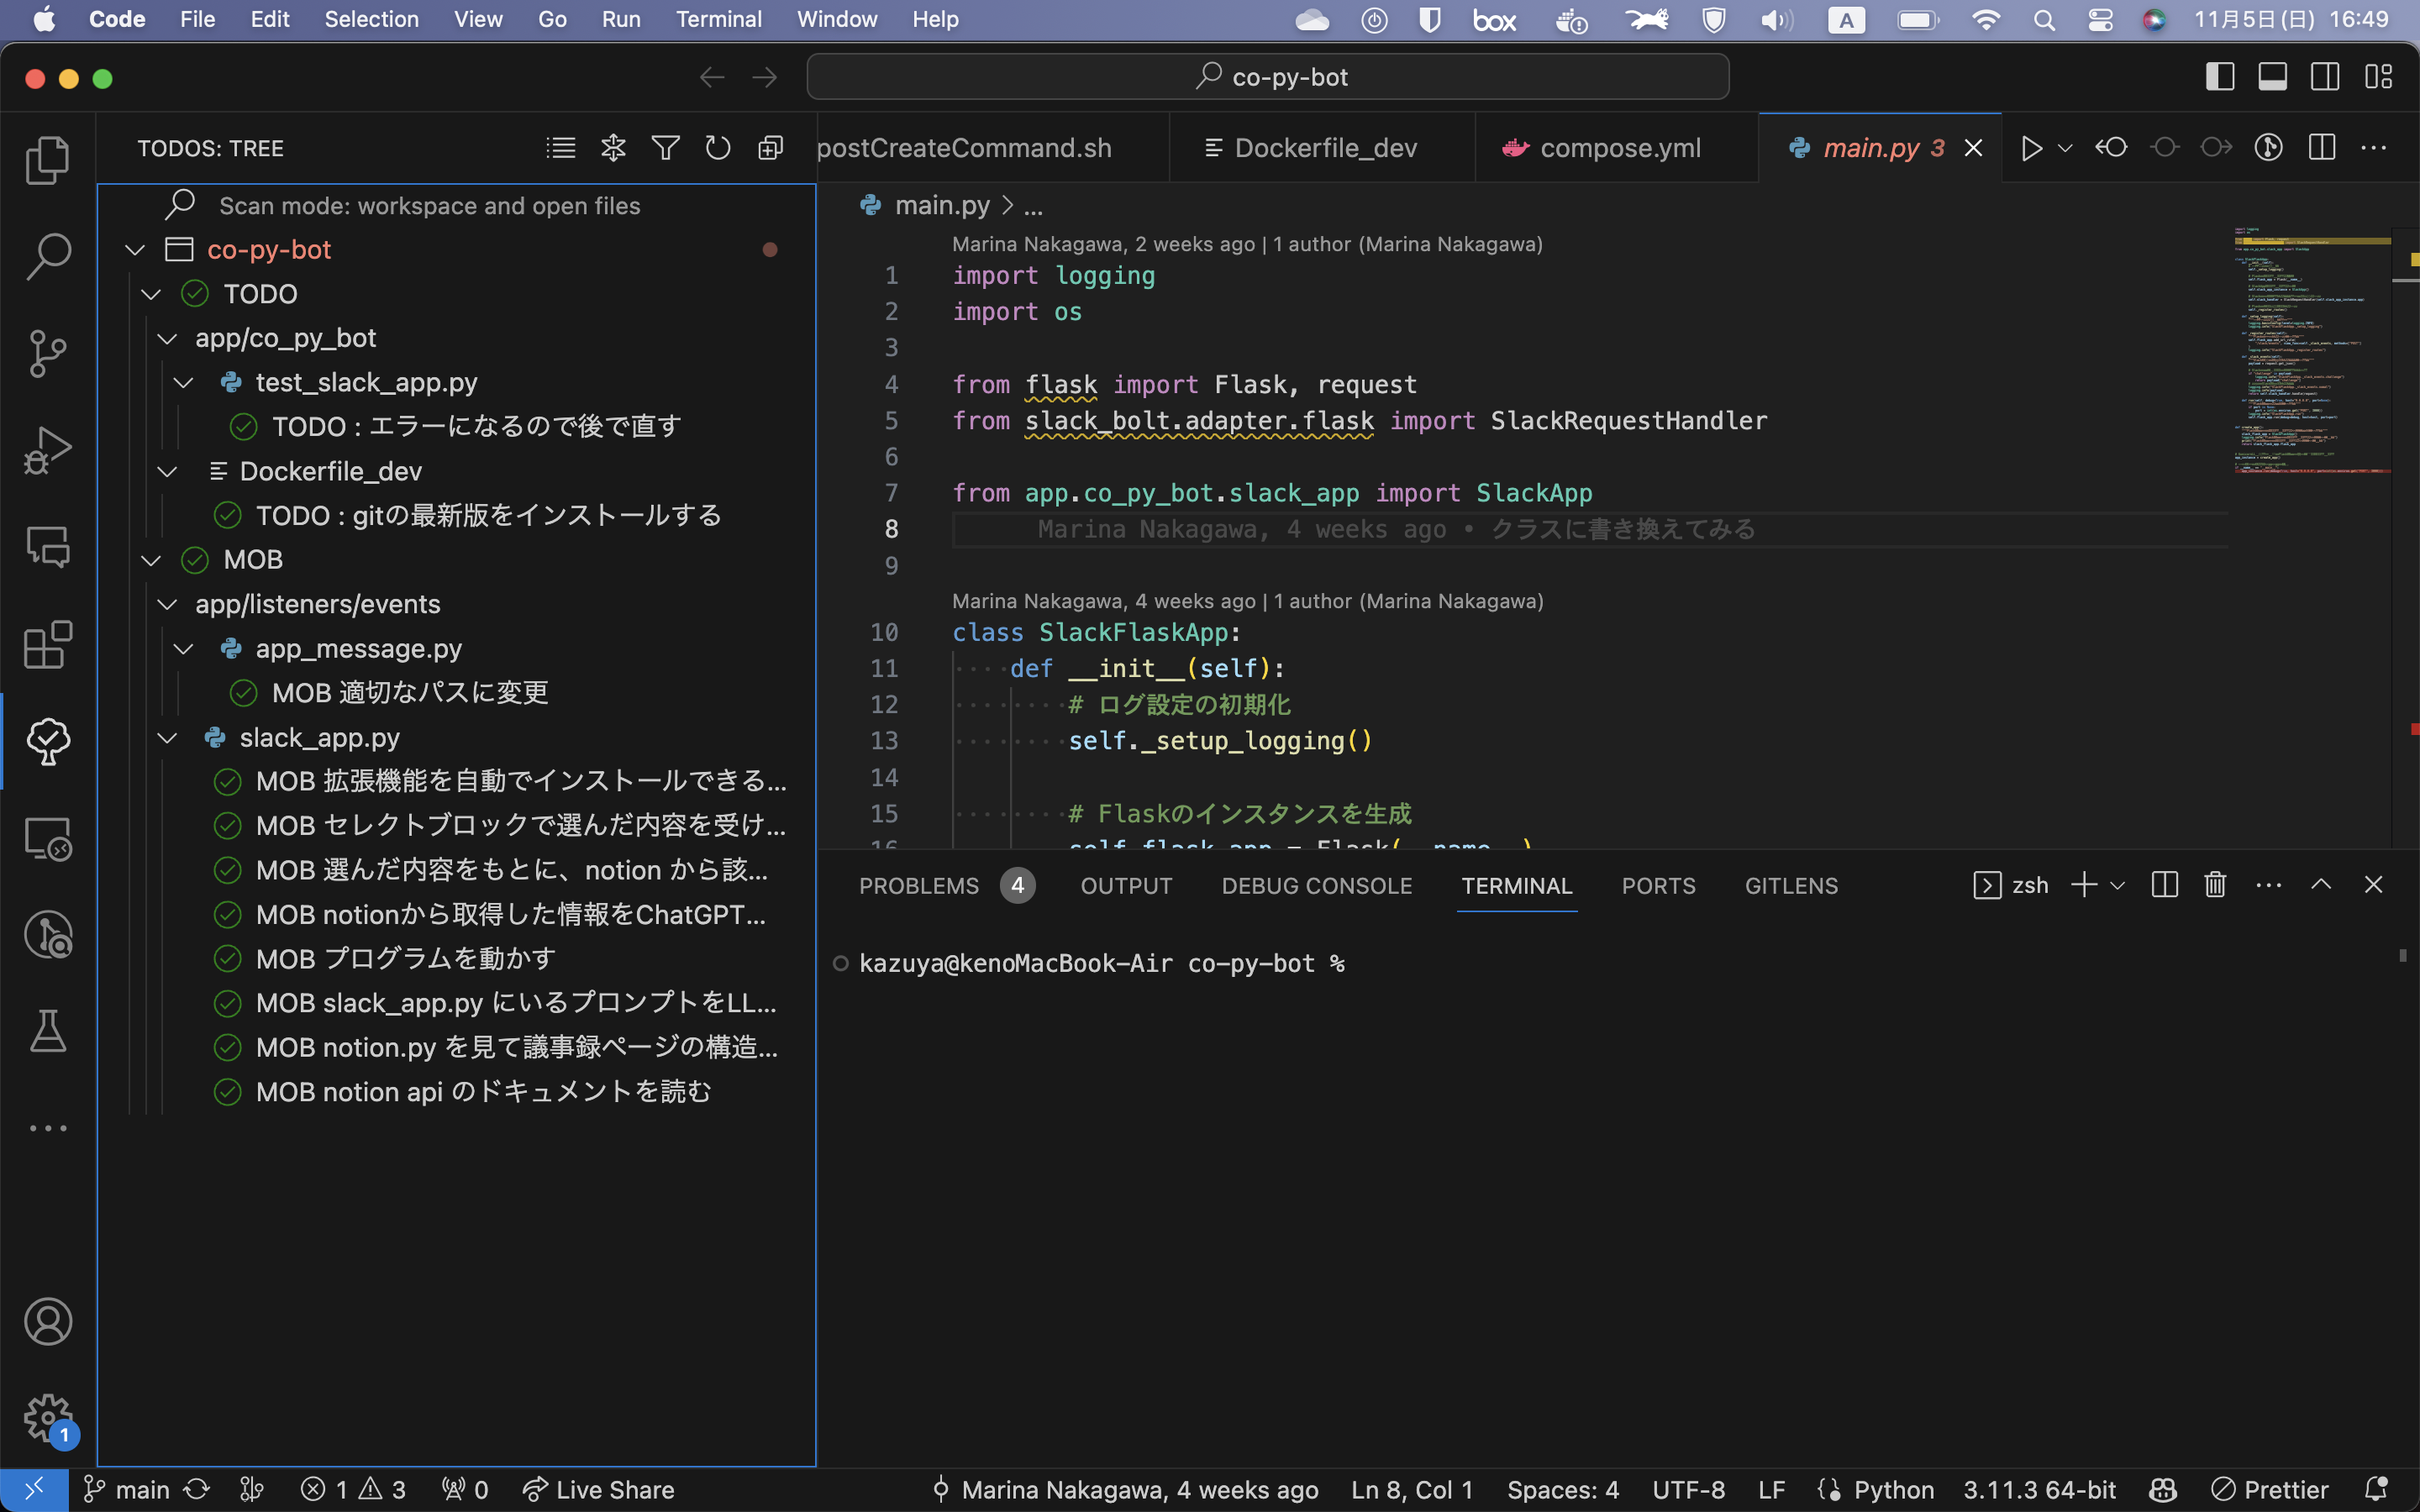 Code File Edit Selection View Go Run Terminal Window Help box A 11月5日(日) 16:49
co-py-bot
TODOS: TREE
postCreateCommand.sh Dockerfile_dev compose.yml main.py 3
Scan mode: workspace and open files
co-py-bot
TODO
app/co_py_bot
test_slack_app.py
TODO : エラーになるので後で直す
Dockerfile_dev
TODO : gitの最新版をインストールする
MOB
app/listeners/events
app_message.py
MOB 適切なパスに変更
slack_app.py
MOB 拡張機能を自動でインストールできる...
MOB セレクトブロックで選んだ内容を受け...
MOB 選んだ内容をもとに、notion から該...
MOB notionから取得した情報をChatGPT...
MOB プログラムを動かす
MOB slack_app.py にいるプロンプトをLL...
MOB notion.py を見て議事録ページの構造...
MOB notion api のドキュメントを読む
1
main.py > ...
Marina Nakagawa, 2 weeks ago | 1 author (Marina Nakagawa)
1 import logging
2 import os
3
4 from flask import Flask, request
5 from slack_bolt.adapter.flask import SlackRequestHandler
6
7 from app.co_py_bot.slack_app import SlackApp
8 Marina Nakagawa, 4 weeks ago • クラスに書き換えてみる
9
Marina Nakagawa, 4 weeks ago | 1 author (Marina Nakagawa)
10 class SlackFlaskApp:
11 def __init__(self):
12 # ログ設定の初期化
13 self._setup_logging()
14
15 # Flaskのインスタンスを生成
16 self.flask_app = Flask(__name__)
PROBLEMS 4 OUTPUT DEBUG CONSOLE TERMINAL PORTS GITLENS zsh
kazuya@kenoMacBook-Air co-py-bot %
main 1 3 0 Live Share Marina Nakagawa, 4 weeks ago Ln 8, Col 1 Spaces: 4 UTF-8 LF Python 3.11.3 64-bit Prettier